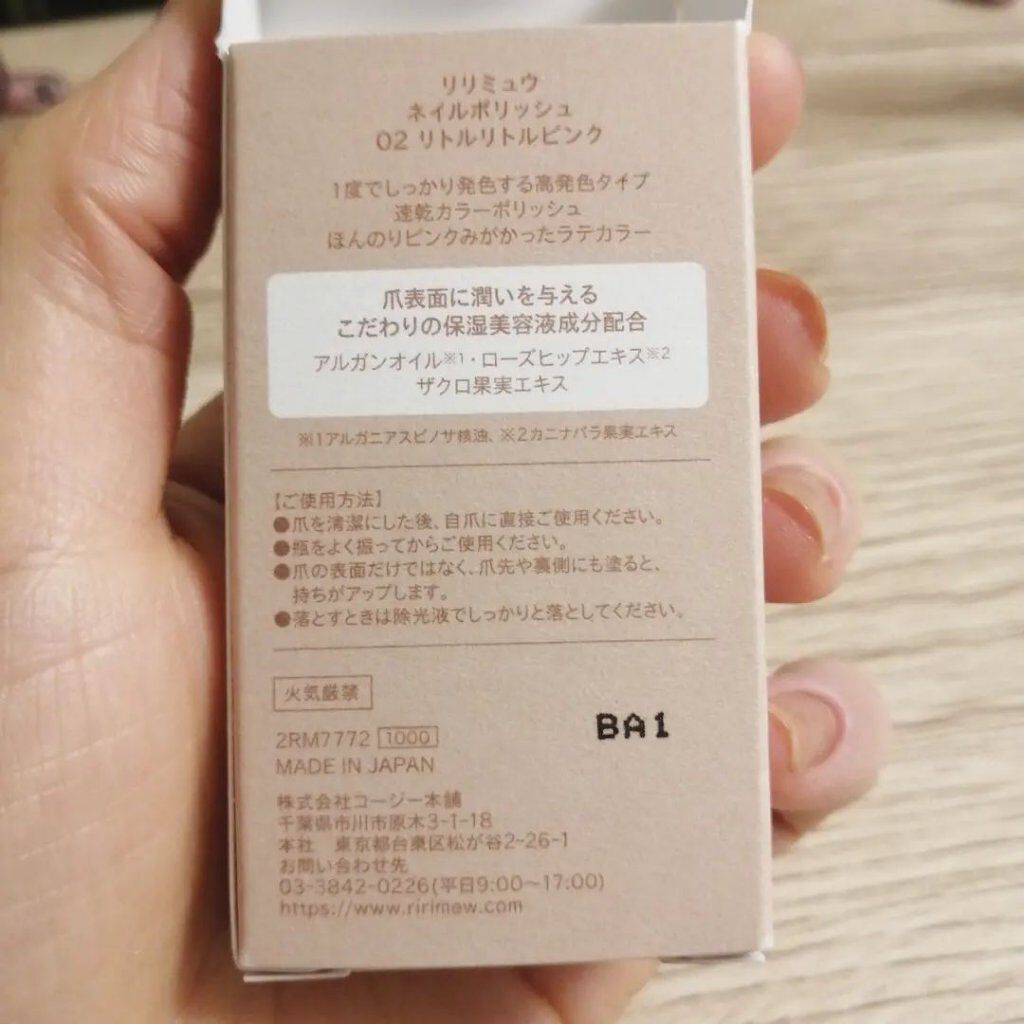 リリミュウ
ネイルポリッシュ
02 リトルリトルピンク
1度でしっかり発色する高発色タイプ
速乾カラーポリッシュ
ほんのりピンクみがかったラテカラー
爪表面に潤いを与える
こだわりの保湿美容液成分配合
アルガンオイル※1・ローズヒップエキス※2
ザクロ果実エキス
※1アルガニアスピノサ核油、※2カニナバラ果実エキス
【ご使用方法】
●爪を清潔にした後、自爪に直接ご使用ください。
●瓶をよく振ってからご使用ください。
●爪の表面だけではなく、爪先や裏側にも塗ると、
持ちがアップします。
●落とすときは除光液でしっかりと落としてください。
火気厳禁
BA1
2RM7772 1000
MADE IN JAPAN
株式会社コージー本舗
千葉県市川市原木3-1-18
本社 東京都台東区松が谷2-26-1
お問い合わせ先
03-3842-0226(平日9:00~17:00)
https://www.ririmew.com